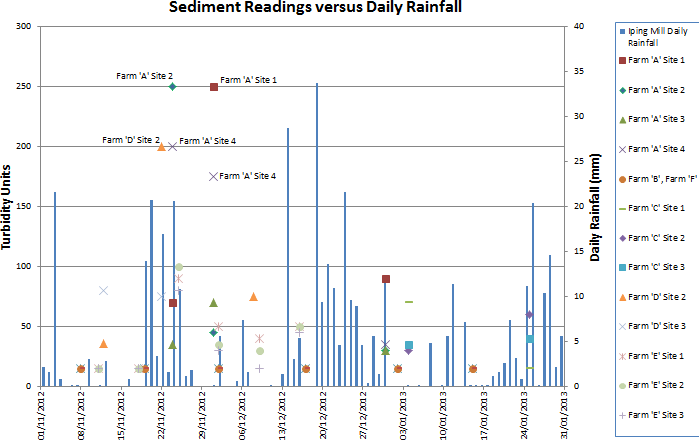 Sediment Readings versus Daily Rainfall
300
250
200
150
100
50
0
Turbidity Units
40
35
30
25
20
15
10
5
0
Daily Rainfall (mm)
Farm 'A' Site 2
Farm 'A' Site 1
Farm 'D' Site 2
Farm 'A' Site 4
Farm 'A' Site 4
01/11/2012
08/11/2012
15/11/2012
22/11/2012
29/11/2012
06/12/2012
13/12/2012
20/12/2012
27/12/2012
03/01/2013
10/01/2013
17/01/2013
24/01/2013
31/01/2013
Iping Mill Daily
Rainfall
Farm 'A' Site 1
Farm 'A' Site 2
Farm 'A' Site 3
Farm 'A' Site 4
Farm 'B', Farm 'F'
Farm 'C' Site 1
Farm 'C' Site 2
Farm 'C' Site 3
Farm 'D' Site 2
Farm 'D' Site 3
Farm 'E' Site 1
Farm 'E' Site 2
Farm 'E' Site 3